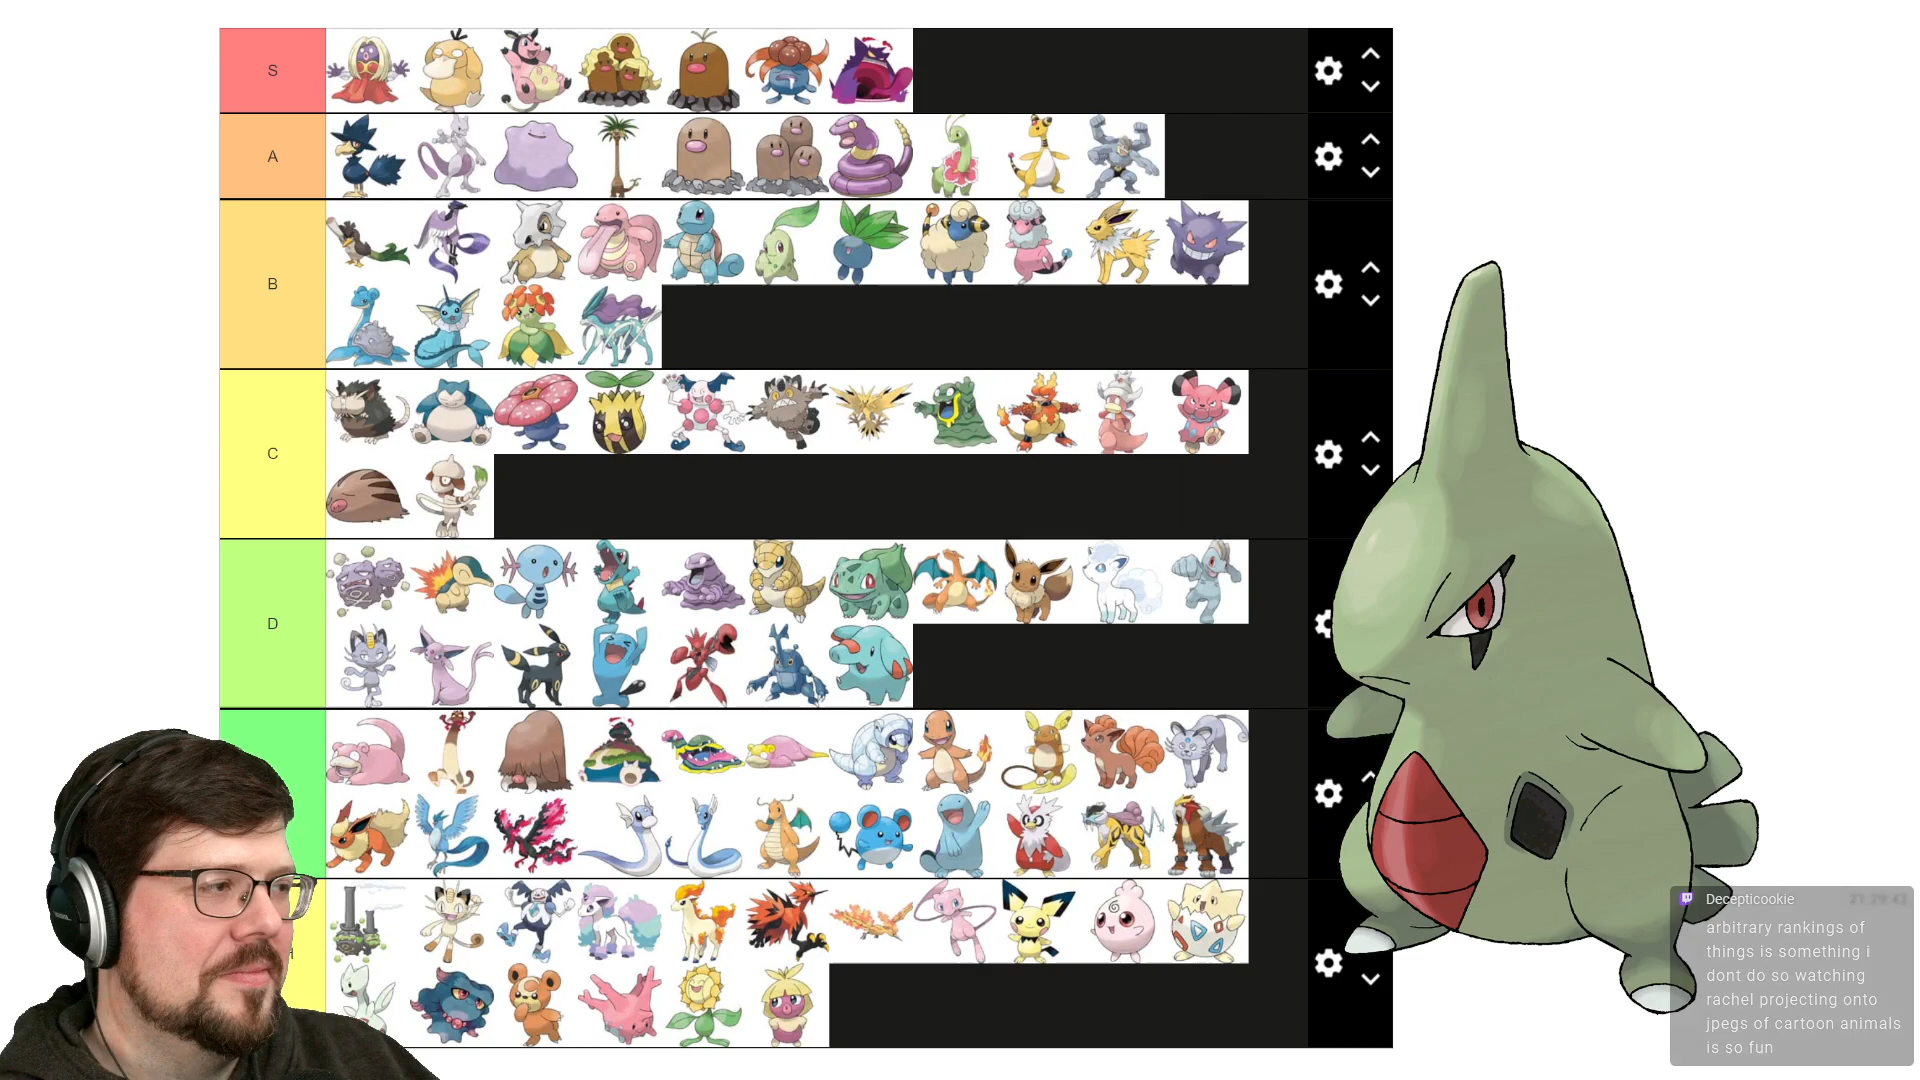 S
A
B
C
D
Decepticookie
arbitrary rankings of
things is something i
dont do so watching
rachel projecting onto
jpegs of cartoon animals
is so fun